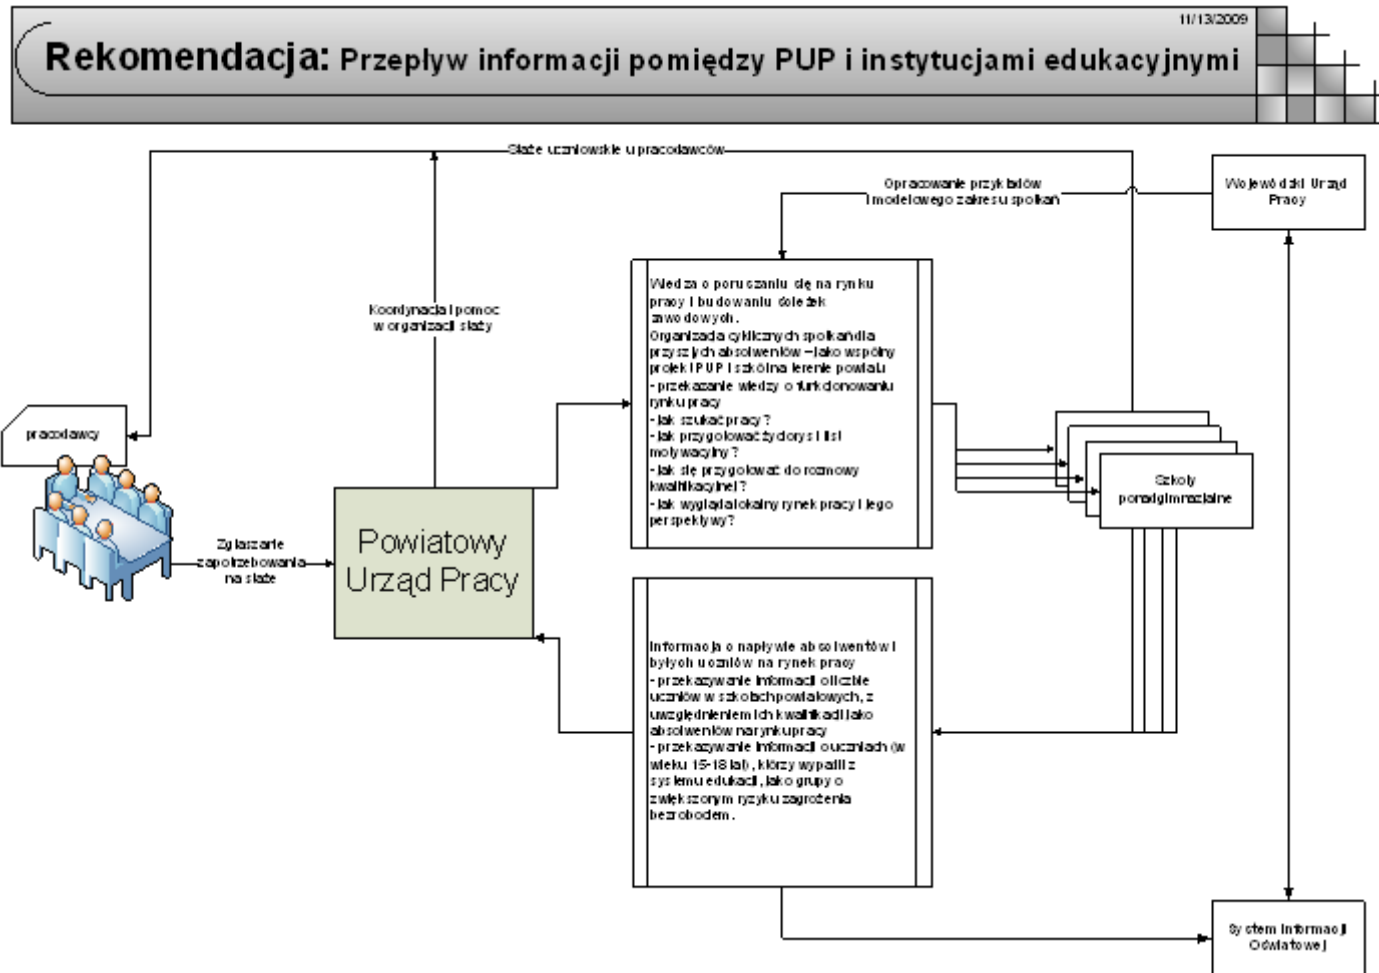 11/13/2009
Rekomendacja: Przepływ informacji pomiędzy PUP i instytucjami edukacyjnymi
Staże uczniowskie u pracodawców
Opracowanie przykładów
i modelowego zakresu spotkań
Wojewódzki Urząd
Pracy
Koordynacja i pomoc
w organizacji staży
Wiedza o poruszaniu się na rynku
pracy i budowaniu ścieżek
zawodowych.
Organizacja cyklicznych spotkań dla
przyszłych absolwentów – jako wspólny
projekt PUP i szkół na terenie powiatu
- przekazanie wiedzy o funkcjonowaniu
rynku pracy
- jak szukać pracy?
- jak przygotować życiorys i list
motywacyjny?
- jak się przygotować do rozmowy
kwalifikacyjnej?
- jak wygląda lokalny rynek pracy i jego
perspektywy?
pracodawcy
Szkoły
ponadgimnazjalne
Zgłaszanie
zapotrzebowania
na staże
Powiatowy
Urząd Pracy
Informacja o napływie absolwentów i
byłych uczniów na rynek pracy
- przekazywanie informacji o liczbie
uczniów w szkołach powiatowych, z
uwzględnieniem ich kwalifikacji jako
absolwentów na rynku pracy
- przekazywanie informacji o uczniach (w
wieku 15-18 lat), którzy wypadli z
systemu edukacji, jako grupy o
zwiększonym ryzyku zagrożenia
bezrobociem.
System Informacji
Oświatowej